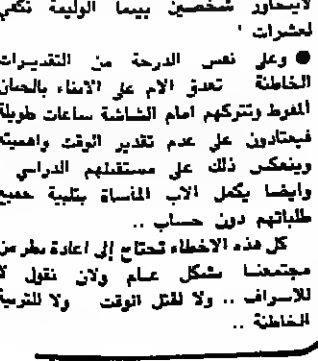 لايتجاور شخصين بينما الوليمة تكفي
لعشرات '
● وعلى نفس الدرجة من التقديرات
الخاطئة تغدق الام على الابناء بالحنان
المفرط وتتركهم امام الشاشة ساعات طويلة
فيعتادون على عدم تقدير الوقت واهميته
وينعكس ذلك على مستقبلهم الدراسي
وايضا يكمل الاب المأساة بتلبية جميع
طلباتهم دون حساب ..
كل هذه الاخطاء تحتاج إلى اعادة نظر من
مجتمعنا بشكل عام ولان نقول لا
للاسراف .. ولا لقتل الوقت ولا للتربية
الخاطئة ..